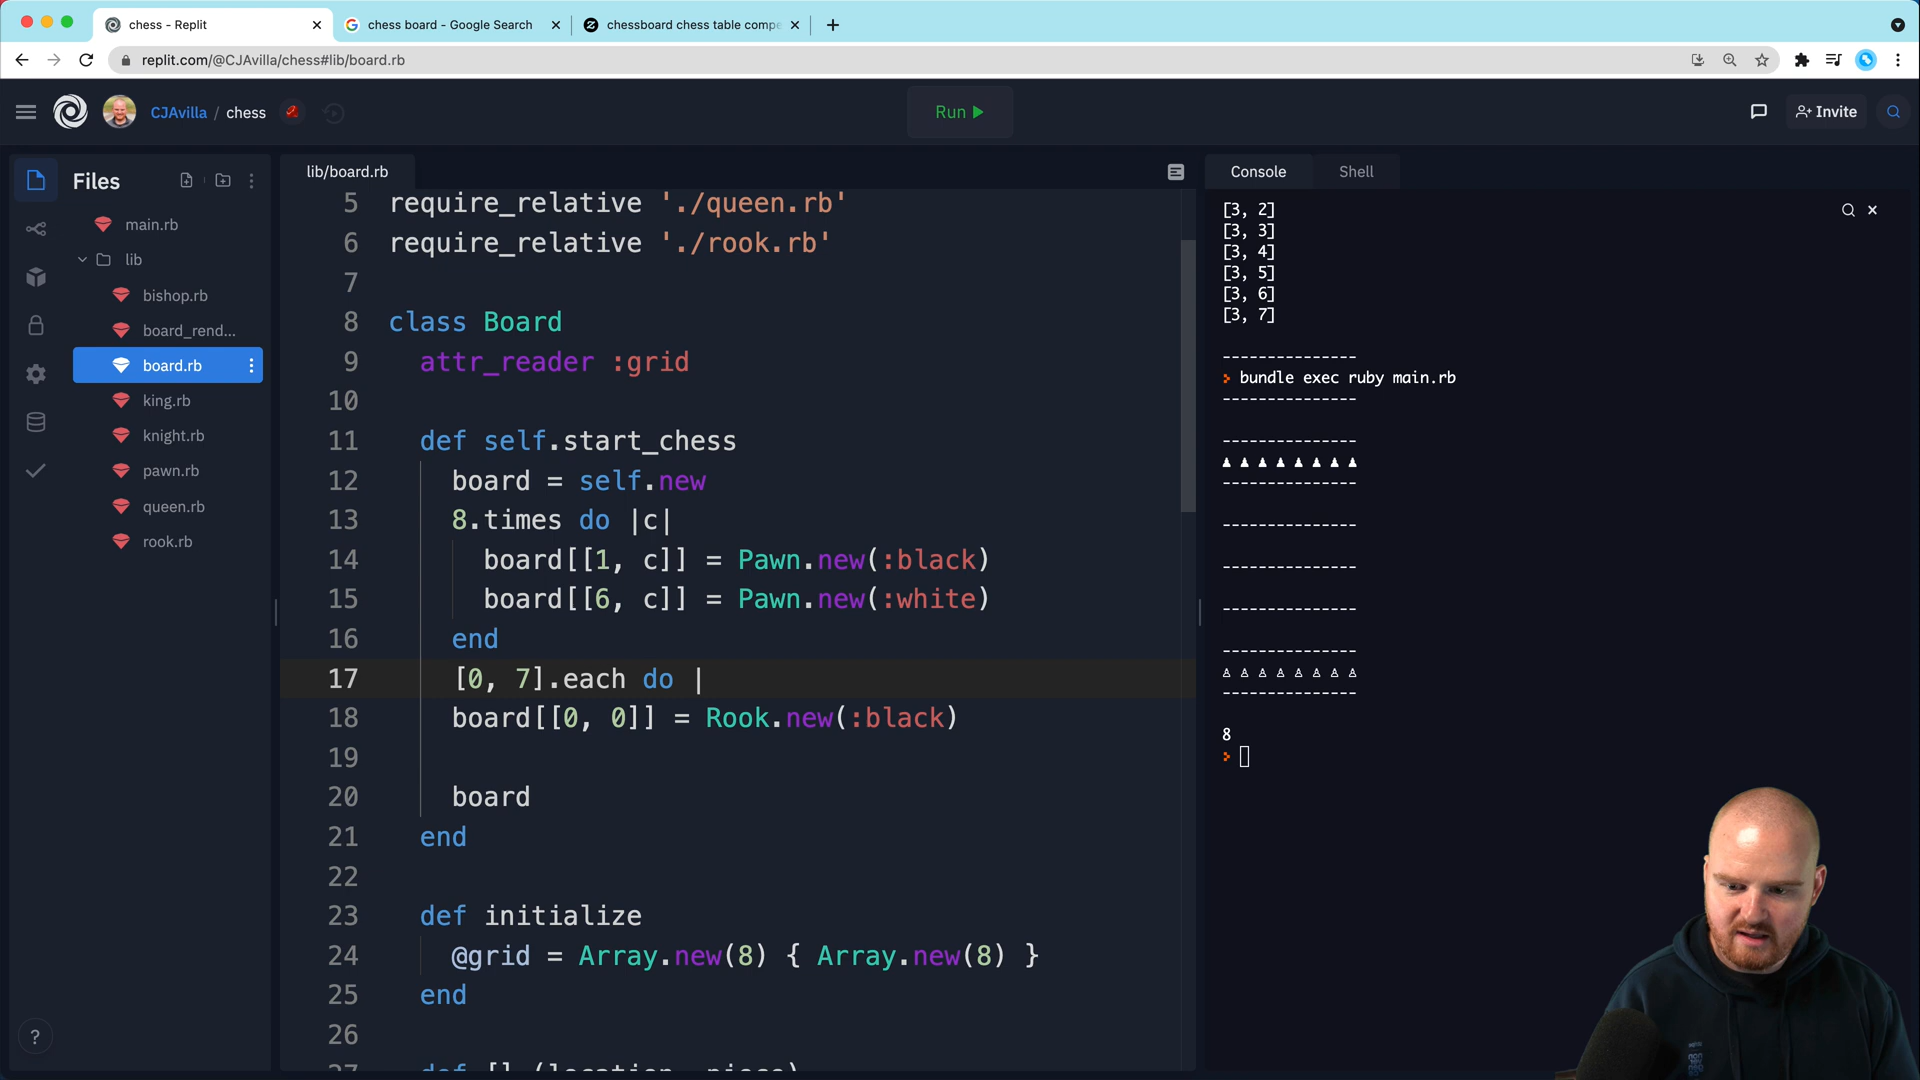 chess - Replit
chess board - Google Search
chessboard chess table compe
replit.com/@CJAvilla/chess#lib/board.rb
CJAvilla / chess
Run
Invite
Files
main.rb
lib
bishop.rb
board_rend...
board.rb
king.rb
knight.rb
pawn.rb
queen.rb
rook.rb
?
lib/board.rb
5 require_relative './queen.rb'
6 require_relative './rook.rb'
7
8 class Board
9 attr_reader :grid
10
11 def self.start_chess
12 board = self.new
13 8.times do |c|
14 board[[1, c]] = Pawn.new(:black)
15 board[[6, c]] = Pawn.new(:white)
16 end
17 [0, 7].each do |
18 board[[0, 0]] = Rook.new(:black)
19
20 board
21 end
22
23 def initialize
24 @grid = Array.new(8) { Array.new(8) }
25 end
26
Console
Shell
[3, 2]
[3, 3]
[3, 4]
[3, 5]
[3, 6]
[3, 7]
---------------
> bundle exec ruby main.rb
---------------
---------------
♟ ♟ ♟ ♟ ♟ ♟ ♟ ♟
---------------
---------------
---------------
---------------
---------------
♙ ♙ ♙ ♙ ♙ ♙ ♙ ♙
---------------
8
>